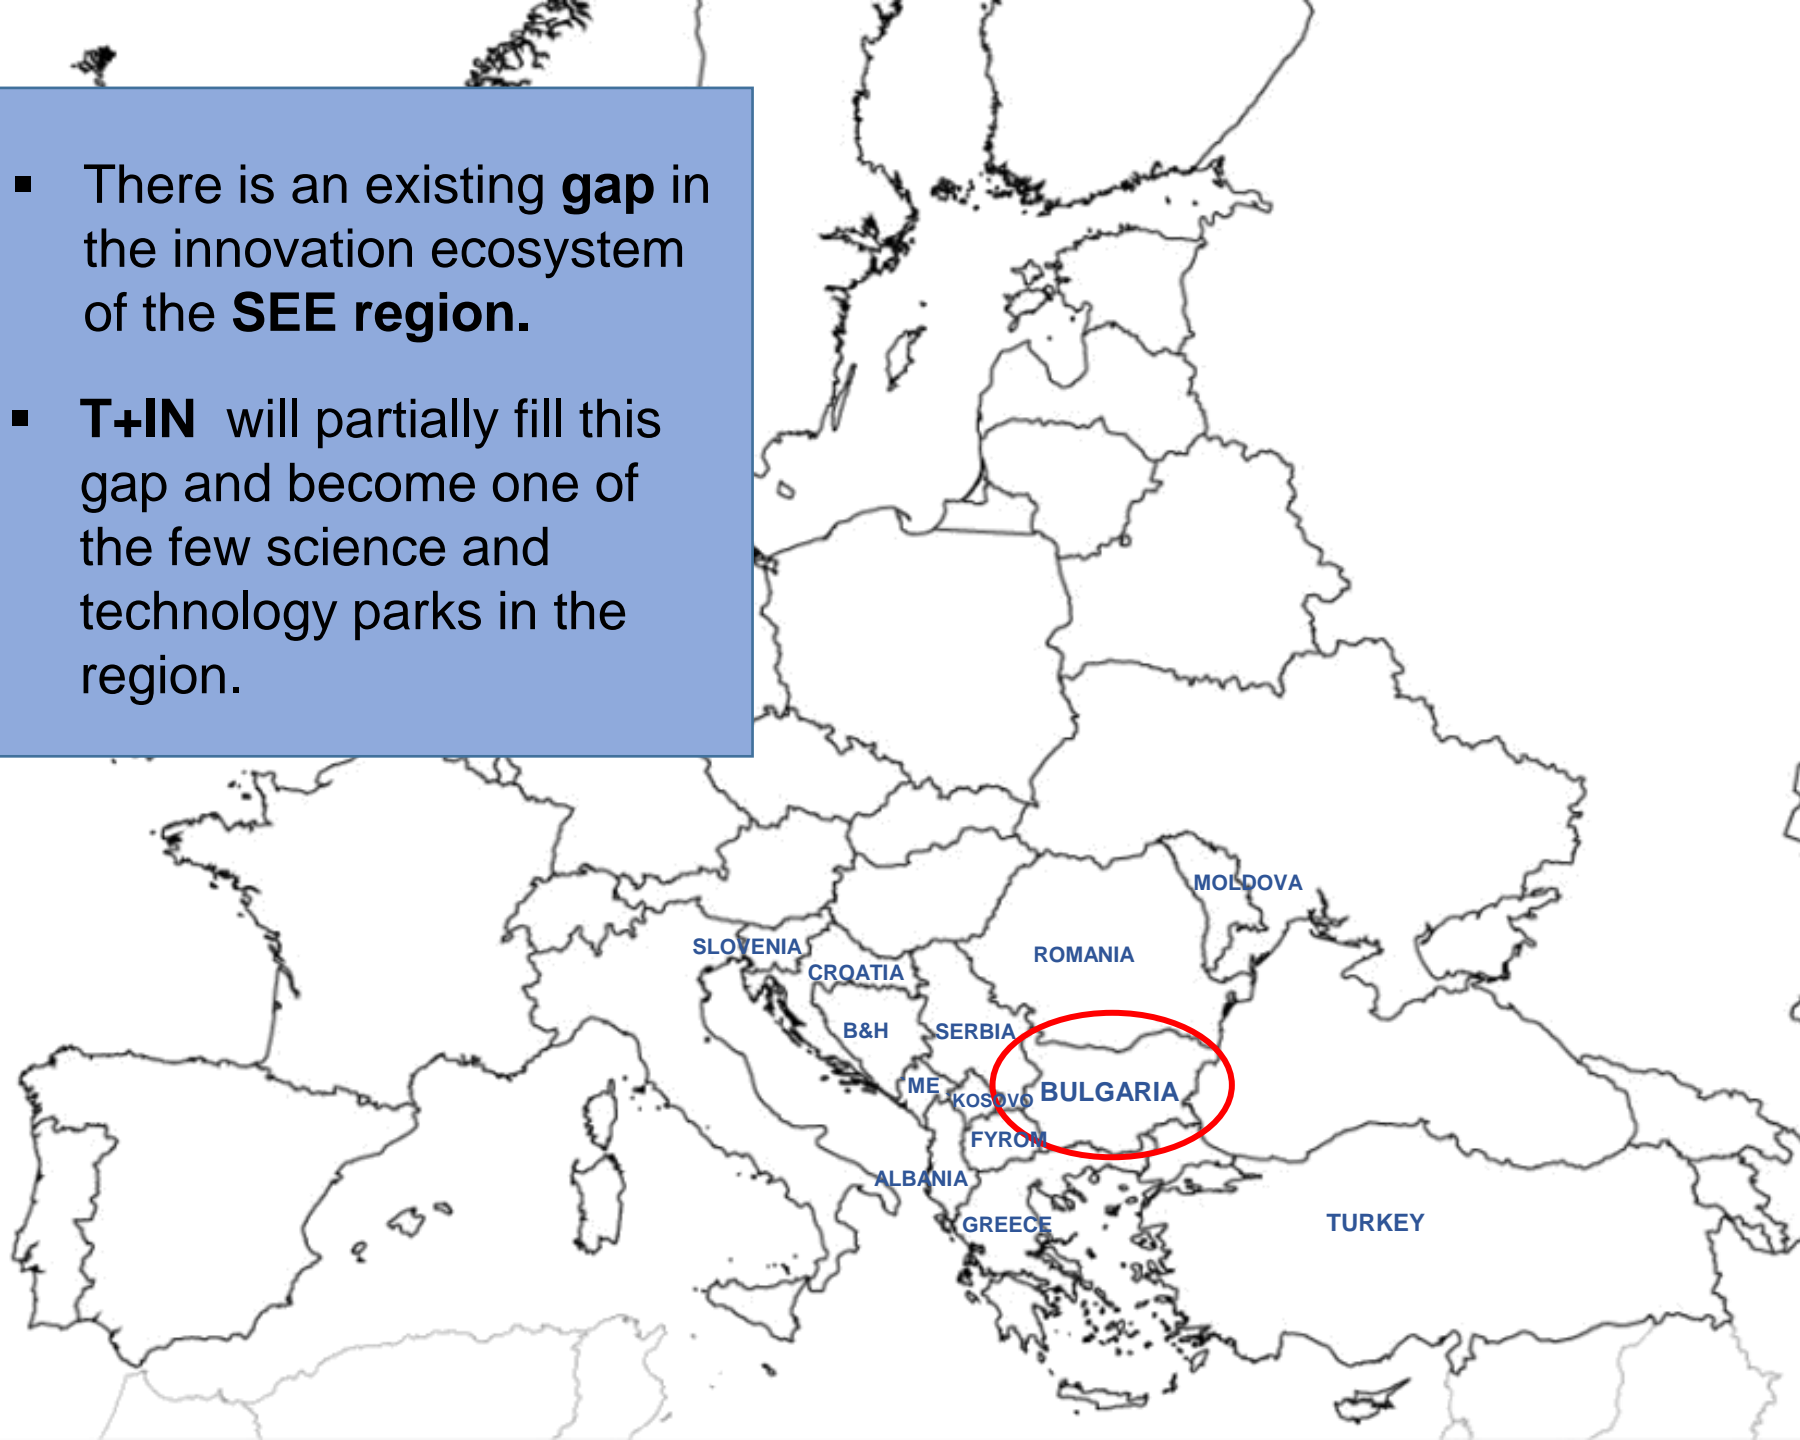 ▪ There is an existing gap in
the innovation ecosystem
of the SEE region.
▪ T+IN will partially fill this
gap and become one of
the few science and
technology parks in the
region.
MOLDOVA
SLOVENIA
ROMANIA
CROATIA
B&H
SERBIA
ME
KOSOVO
BULGARIA
FYROM
ALBANIA
GREECE
TURKEY